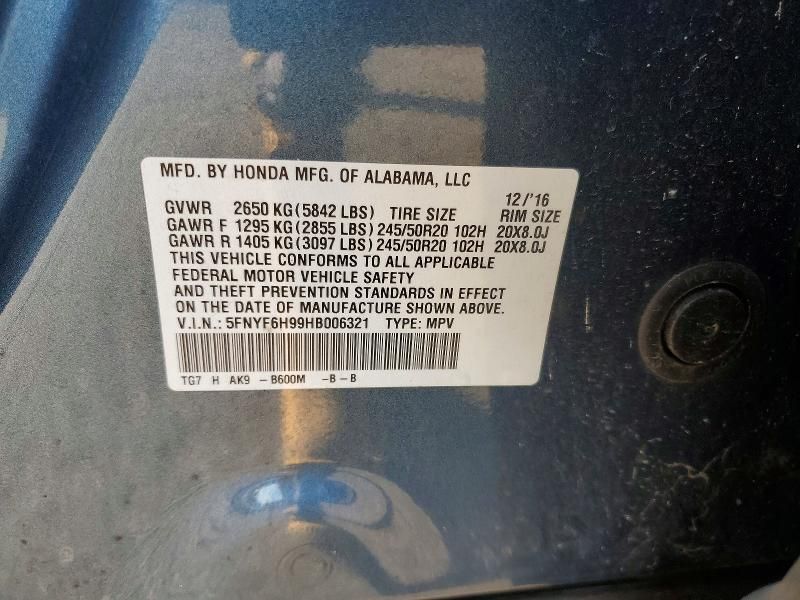 MFD. BY HONDA MFG. OF ALABAMA, LLC
12/'16
GVWR 2650 KG (5842 LBS) TIRE SIZE RIM SIZE
GAWR F 1295 KG (2855 LBS) 245/50R20 102H 20X8.0J
GAWR R 1405 KG (3097 LBS) 245/50R20 102H 20X8.0J
THIS VEHICLE CONFORMS TO ALL APPLICABLE
FEDERAL MOTOR VEHICLE SAFETY
AND THEFT PREVENTION STANDARDS IN EFFECT
ON THE DATE OF MANUFACTURE SHOWN ABOVE.
V.I.N.: 5FNYF6H99HB006321 TYPE: MPV
TG7 H AK9 -B600M -B-B